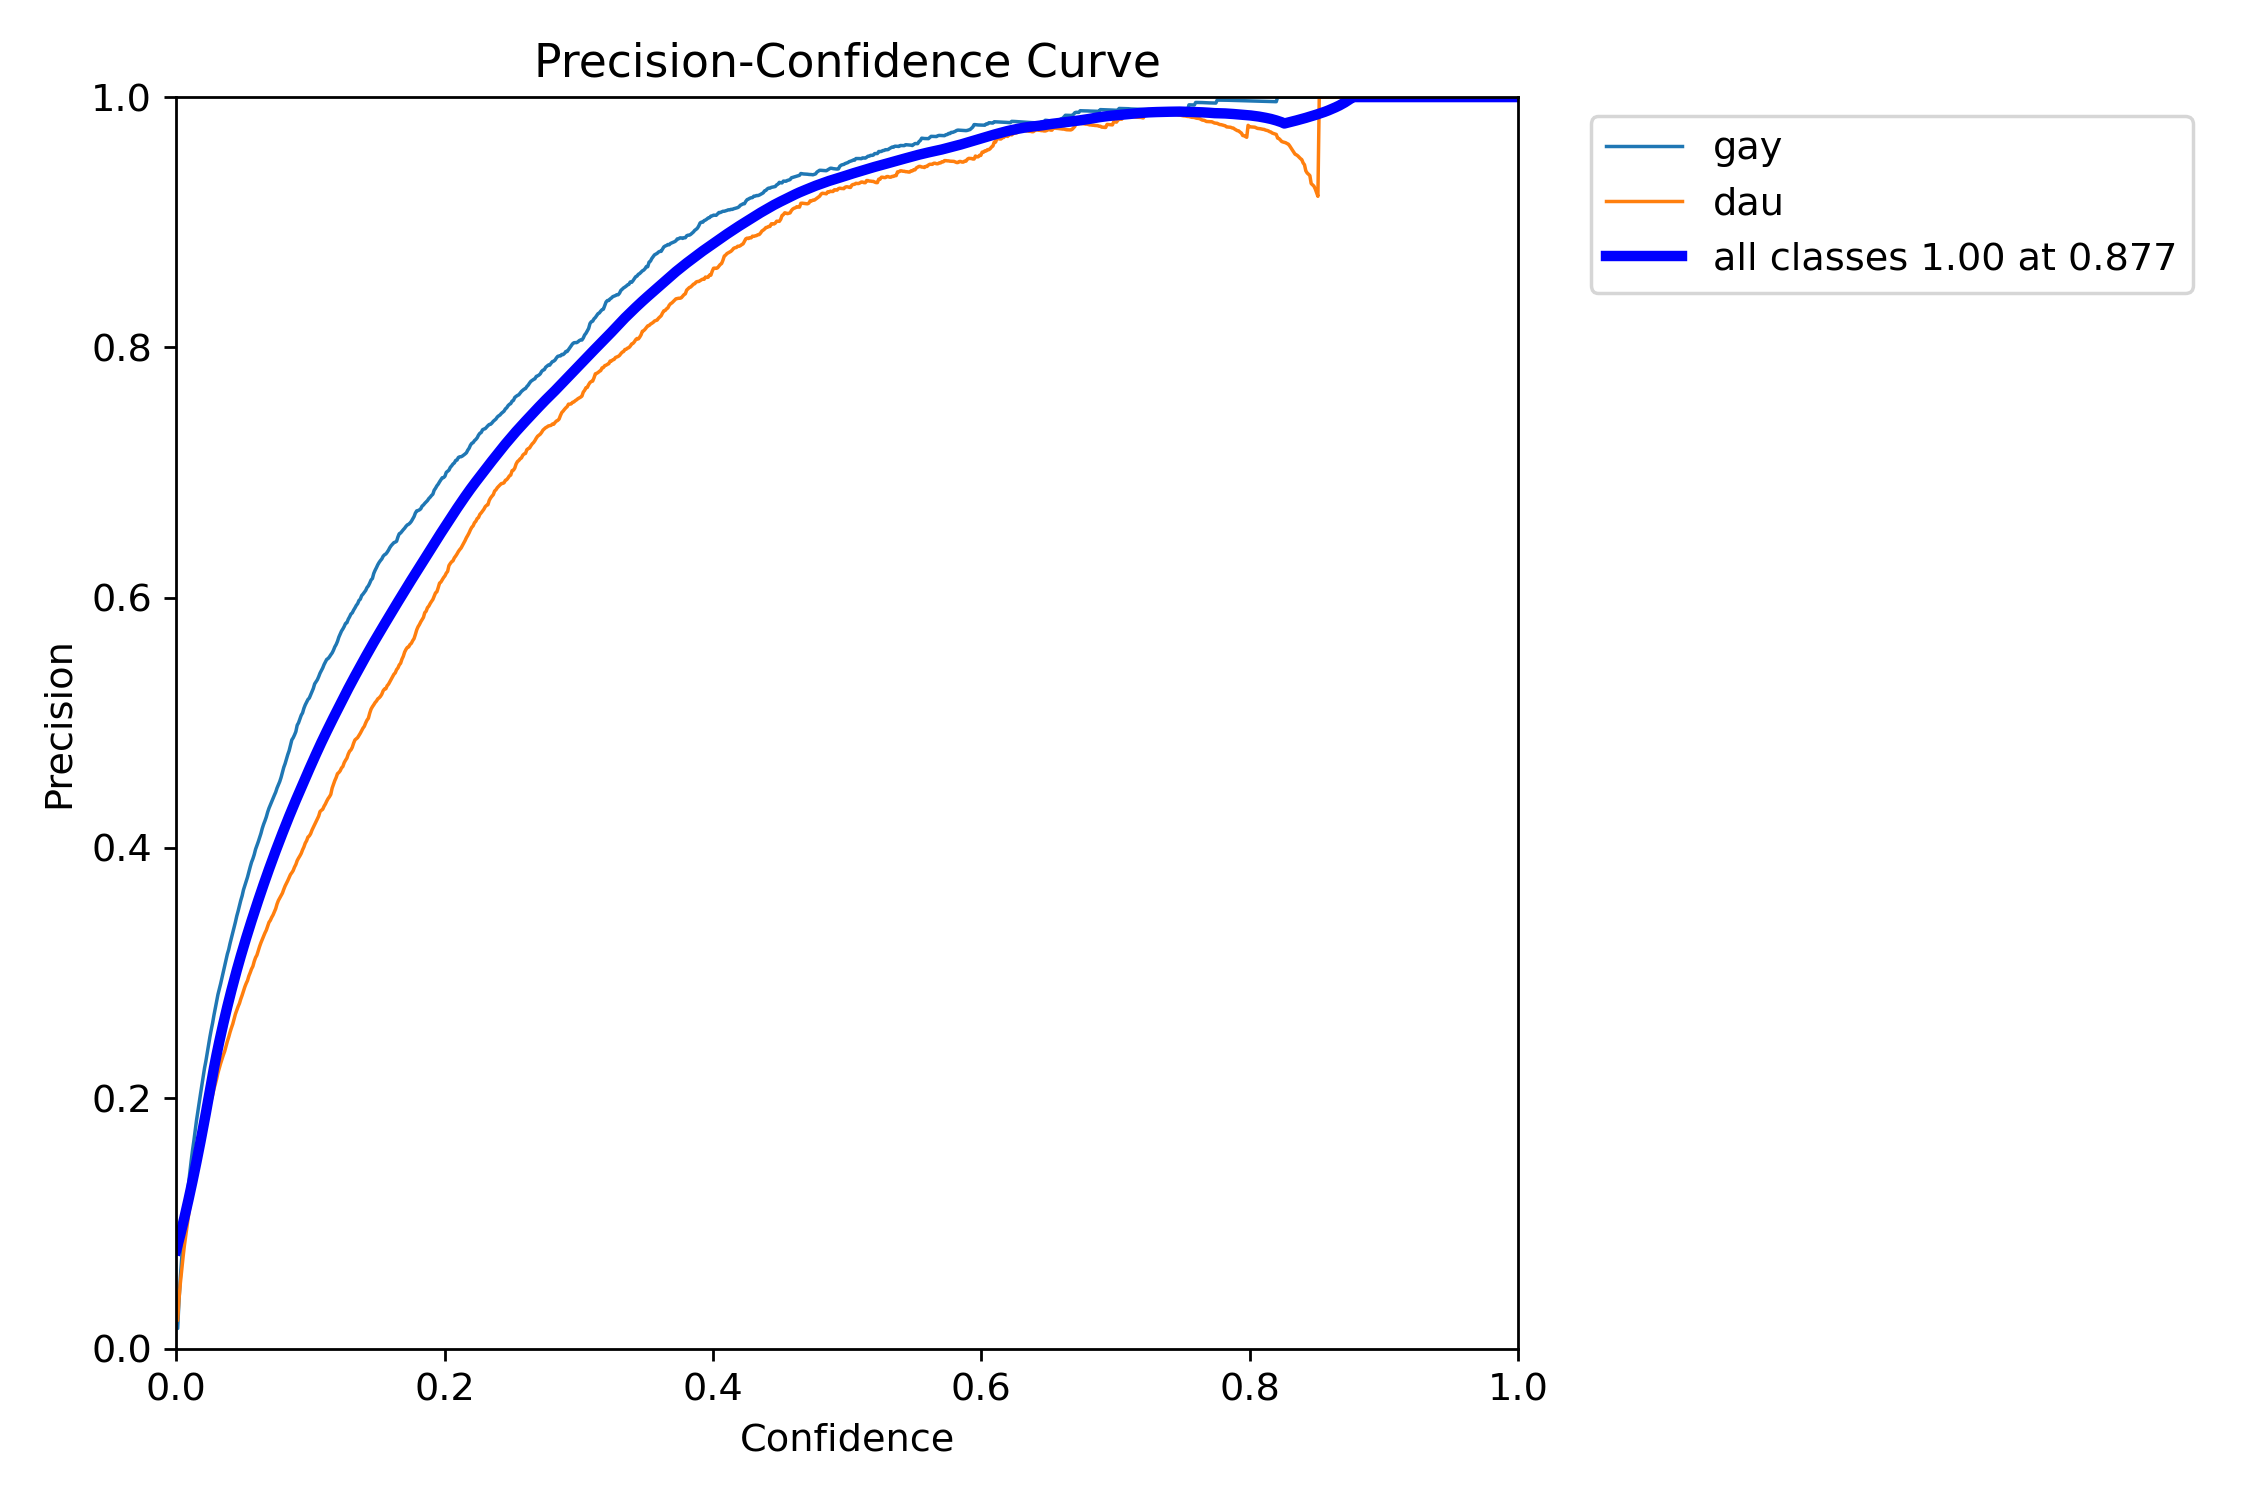 Precision-Confidence Curve
1.0
0.8
0.6
0.4
0.2
0.0
Precision
0.0 0.2 0.4 0.6 0.8 1.0
Confidence
gay
dau
all classes 1.00 at 0.877